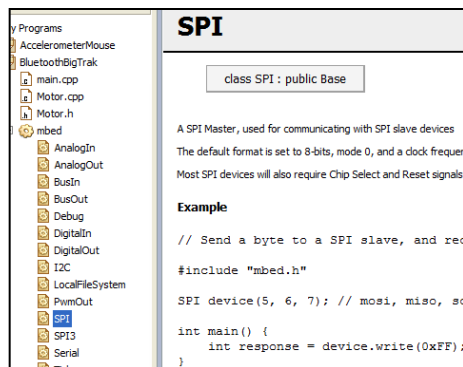 y Programs
AccelerometerMouse
BluetoothBigTrak
main.cpp
Motor.cpp
Motor.h
mbed
AnalogIn
AnalogOut
BusIn
BusOut
Debug
DigitalIn
DigitalOut
I2C
LocalFileSystem
PwmOut
SPI
SPI3
Serial
SPI
class SPI : public Base
A SPI Master, used for communicating with SPI slave devices
The default format is set to 8-bits, mode 0, and a clock frequer
Most SPI devices will also require Chip Select and Reset signals
Example
// Send a byte to a SPI slave, and rec
#include "mbed.h"
SPI device(5, 6, 7); // mosi, miso, sc
int main() {
int response = device.write(0xFF);
}